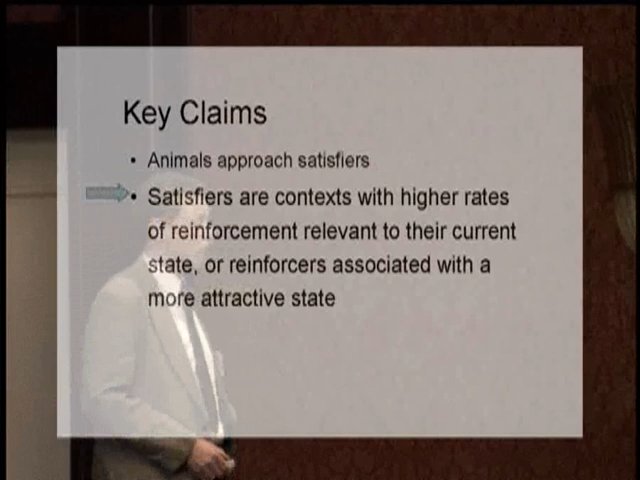 Key Claims
• Animals approach satisfiers
• Satisfiers are contexts with higher rates
of reinforcement relevant to their current
state, or reinforcers associated with a
more attractive state